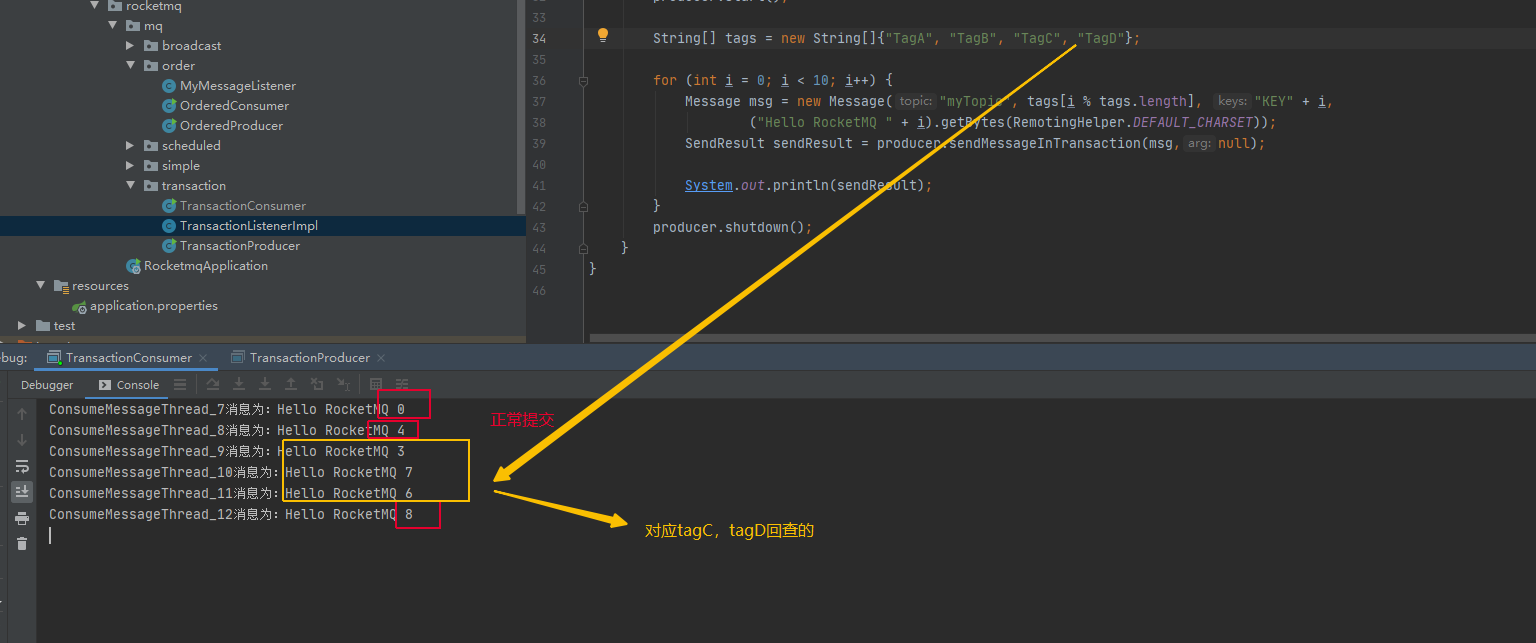 rocketmq
mq
broadcast
order
MyMessageListener
OrderedConsumer
OrderedProducer
scheduled
simple
transaction
TransactionConsumer
TransactionListenerImpl
TransactionProducer
RocketmqApplication
resources
application.properties
test
33
34 String[] tags = new String[]{"TagA", "TagB", "TagC", "TagD"};
35
36 for (int i = 0; i < 10; i++) {
37 Message msg = new Message( topic: "myTopic", tags[i % tags.length], keys: "KEY" + i,
38 ("Hello RocketMQ " + i).getBytes(RemotingHelper.DEFAULT_CHARSET));
39 SendResult sendResult = producer.sendMessageInTransaction(msg, arg: null);
40
41 System.out.println(sendResult);
42 }
43 producer.shutdown();
44 }
45 }
46
ebug: TransactionConsumer × TransactionProducer ×
Debugger Console
ConsumeMessageThread_7消息为：Hello RocketMQ 0
ConsumeMessageThread_8消息为：Hello RocketMQ 4
ConsumeMessageThread_9消息为：Hello RocketMQ 3
ConsumeMessageThread_10消息为：Hello RocketMQ 7
ConsumeMessageThread_11消息为：Hello RocketMQ 6
ConsumeMessageThread_12消息为：Hello RocketMQ 8
正常提交
对应tagC，tagD回查的